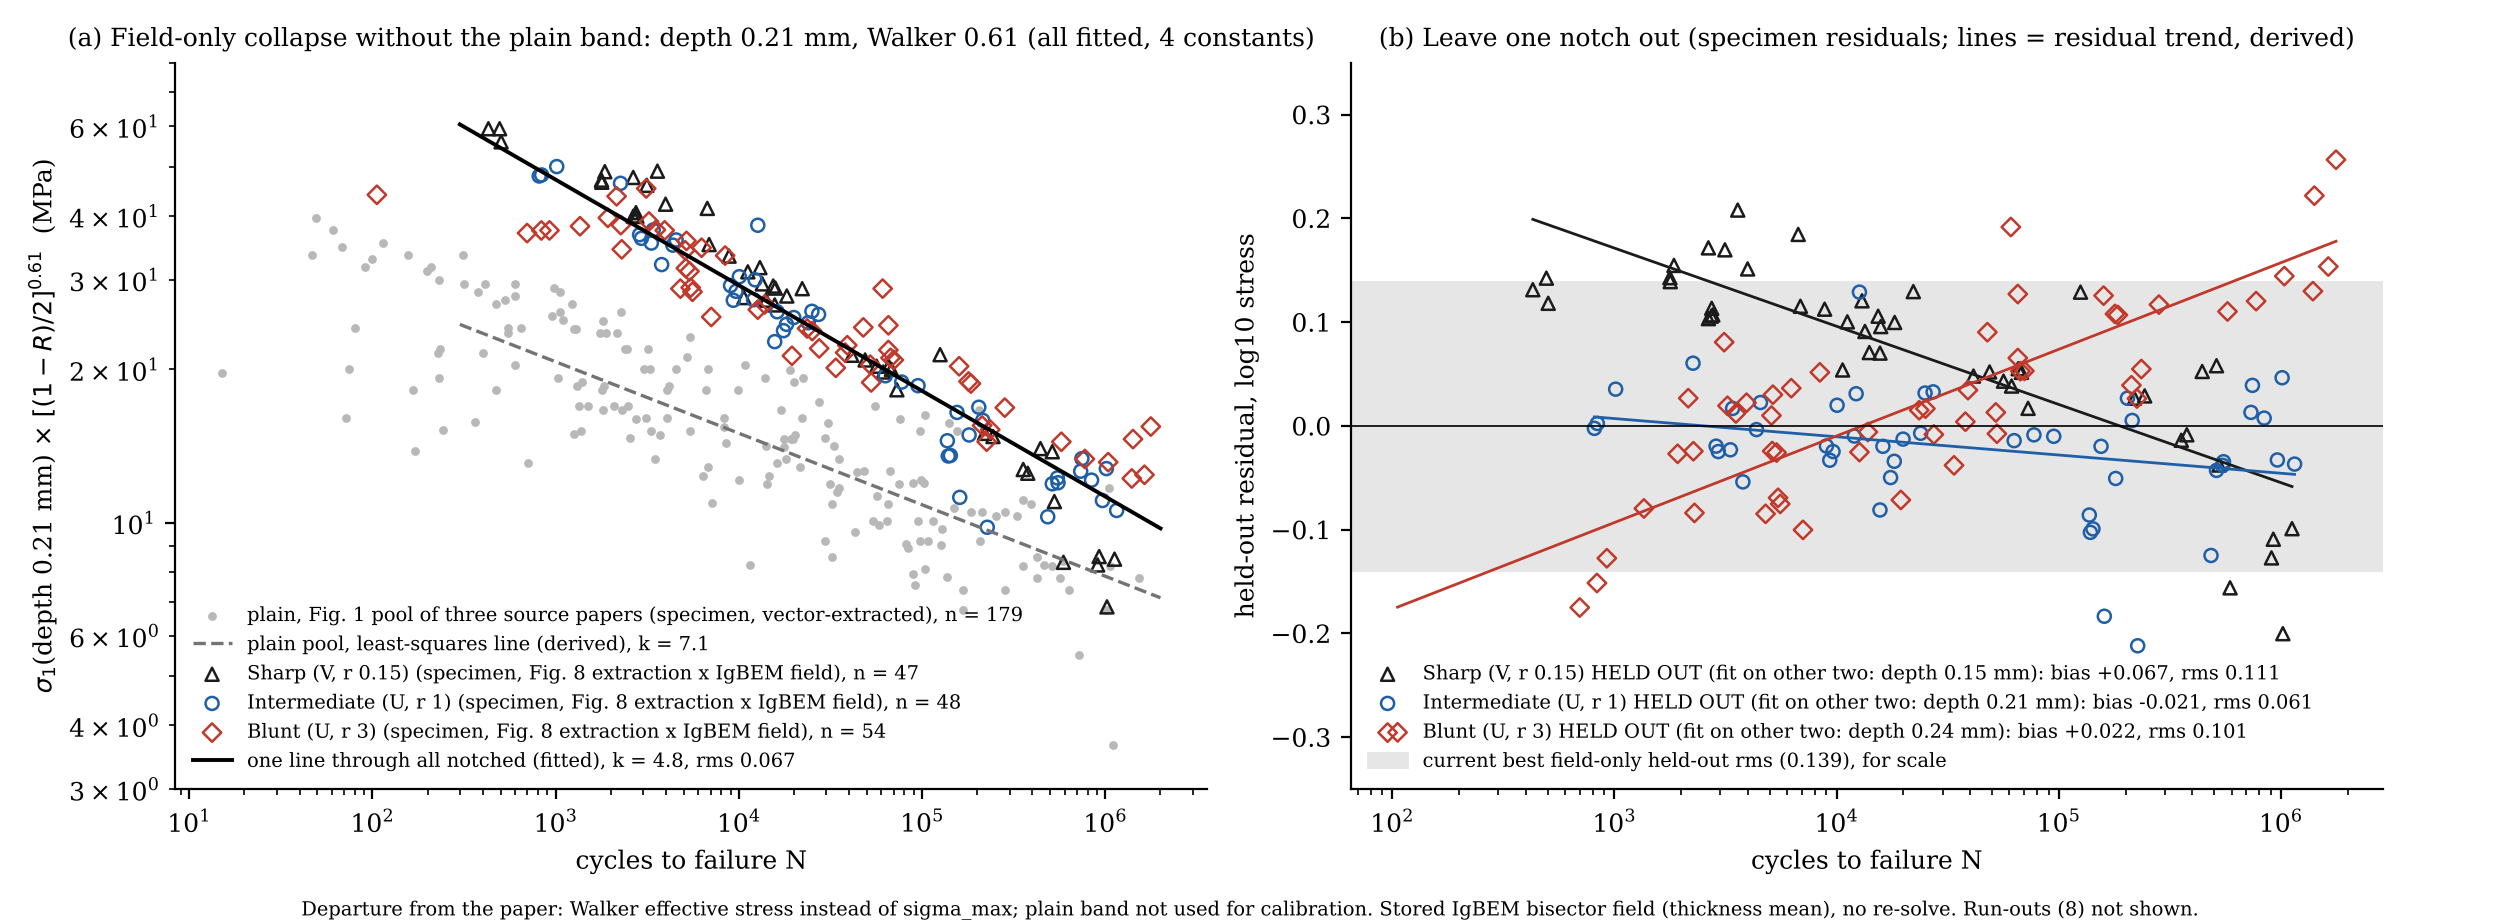 (a) Field-only collapse without the plain band: depth 0.21 mm, Walker 0.61 (all fitted, 4 constants)
σ₁(depth 0.21 mm) × [(1 − R)/2]^0.61 (MPa)
6 × 10¹
4 × 10¹
3 × 10¹
2 × 10¹
10¹
6 × 10⁰
4 × 10⁰
3 × 10⁰
plain, Fig. 1 pool of three source papers (specimen, vector-extracted), n = 179
plain pool, least-squares line (derived), k = 7.1
Sharp (V, r 0.15) (specimen, Fig. 8 extraction x IgBEM field), n = 47
Intermediate (U, r 1) (specimen, Fig. 8 extraction x IgBEM field), n = 48
Blunt (U, r 3) (specimen, Fig. 8 extraction x IgBEM field), n = 54
one line through all notched (fitted), k = 4.8, rms 0.067
10¹ 10² 10³ 10⁴ 10⁵ 10⁶
cycles to failure N
(b) Leave one notch out (specimen residuals; lines = residual trend, derived)
held-out residual, log10 stress
0.3
0.2
0.1
0.0
−0.1
−0.2
−0.3
Sharp (V, r 0.15) HELD OUT (fit on other two: depth 0.15 mm): bias +0.067, rms 0.111
Intermediate (U, r 1) HELD OUT (fit on other two: depth 0.21 mm): bias -0.021, rms 0.061
Blunt (U, r 3) HELD OUT (fit on other two: depth 0.24 mm): bias +0.022, rms 0.101
current best field-only held-out rms (0.139), for scale
10² 10³ 10⁴ 10⁵ 10⁶
cycles to failure N
Departure from the paper: Walker effective stress instead of sigma_max; plain band not used for calibration. Stored IgBEM bisector field (thickness mean), no re-solve. Run-outs (8) not shown.